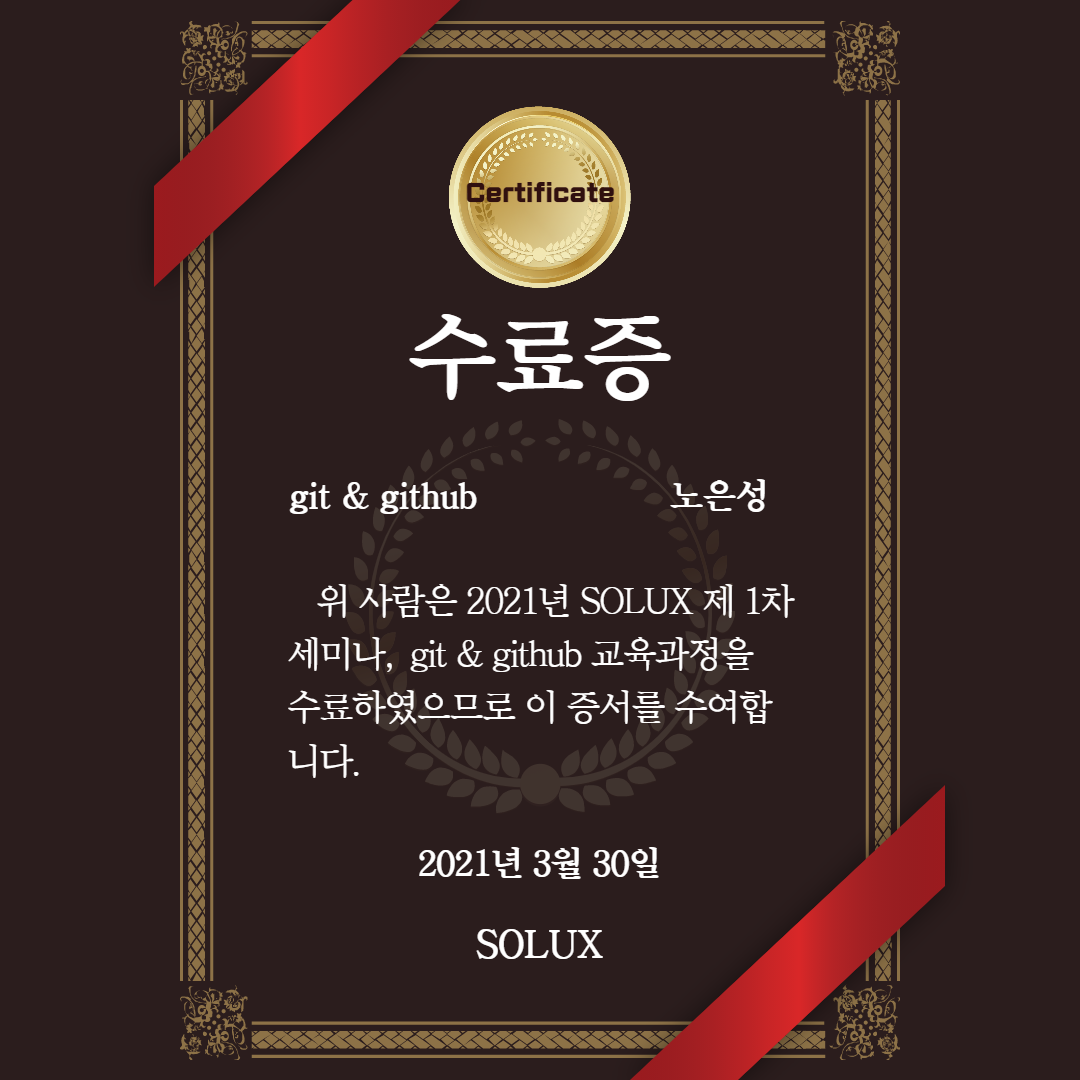 Certificate
수료증
git & github 노은성
위 사람은 2021년 SOLUX 제 1차
세미나, git & github 교육과정을
수료하였으므로 이 증서를 수여합
니다.
2021년 3월 30일
SOLUX